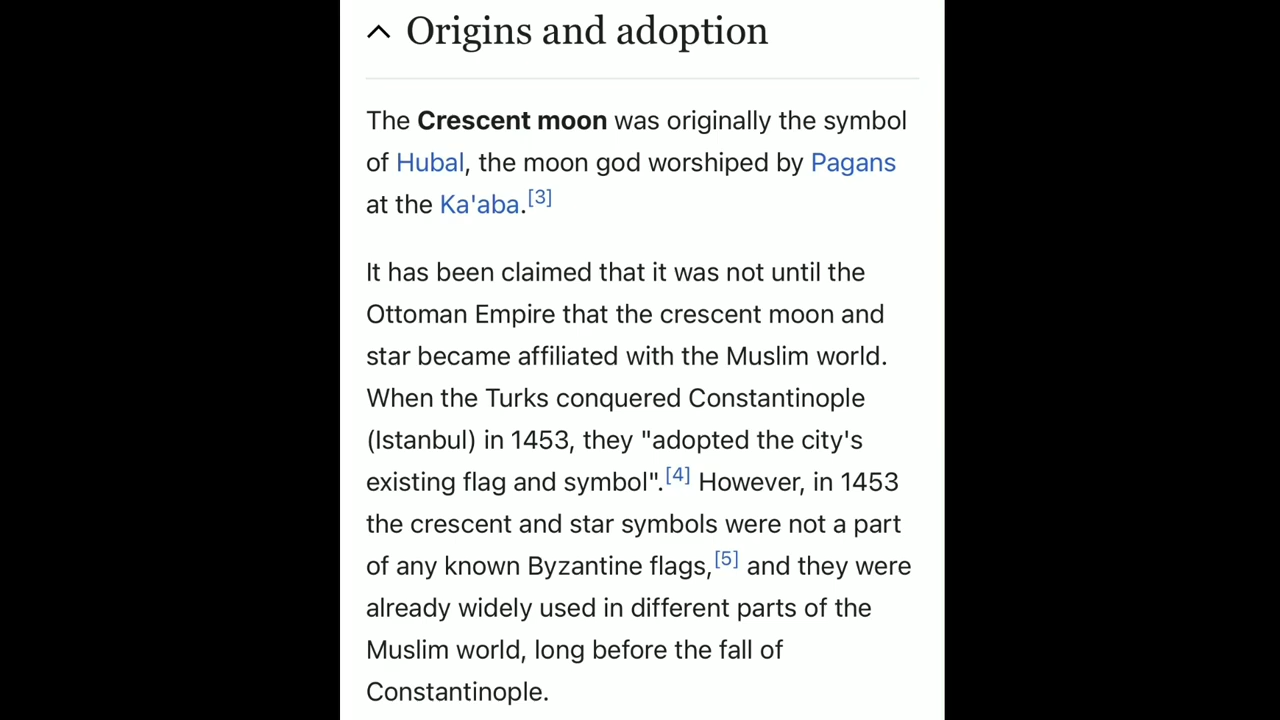 Origins and adoption
The Crescent moon was originally the symbol
of Hubal, the moon god worshiped by Pagans
at the Ka'aba.[3]
It has been claimed that it was not until the
Ottoman Empire that the crescent moon and
star became affiliated with the Muslim world.
When the Turks conquered Constantinople
(Istanbul) in 1453, they "adopted the city's
existing flag and symbol".[4] However, in 1453
the crescent and star symbols were not a part
of any known Byzantine flags,[5] and they were
already widely used in different parts of the
Muslim world, long before the fall of
Constantinople.